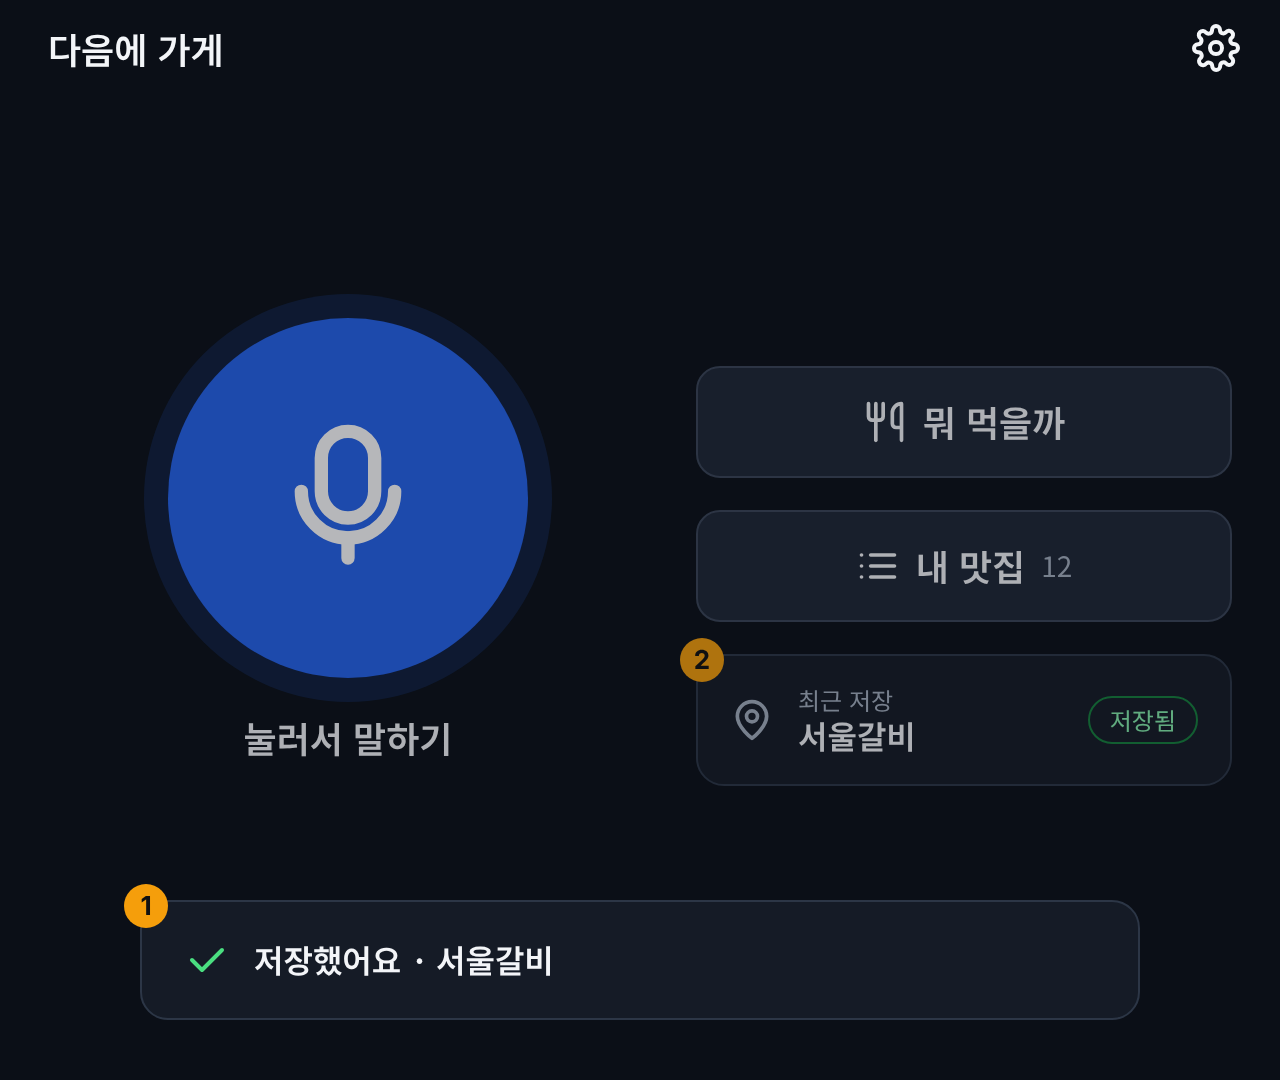 다음에 가게
눌러서 말하기
뭐 먹을까
내 맛집 12
2
최근 저장
서울갈비
저장됨
1
저장했어요 · 서울갈비